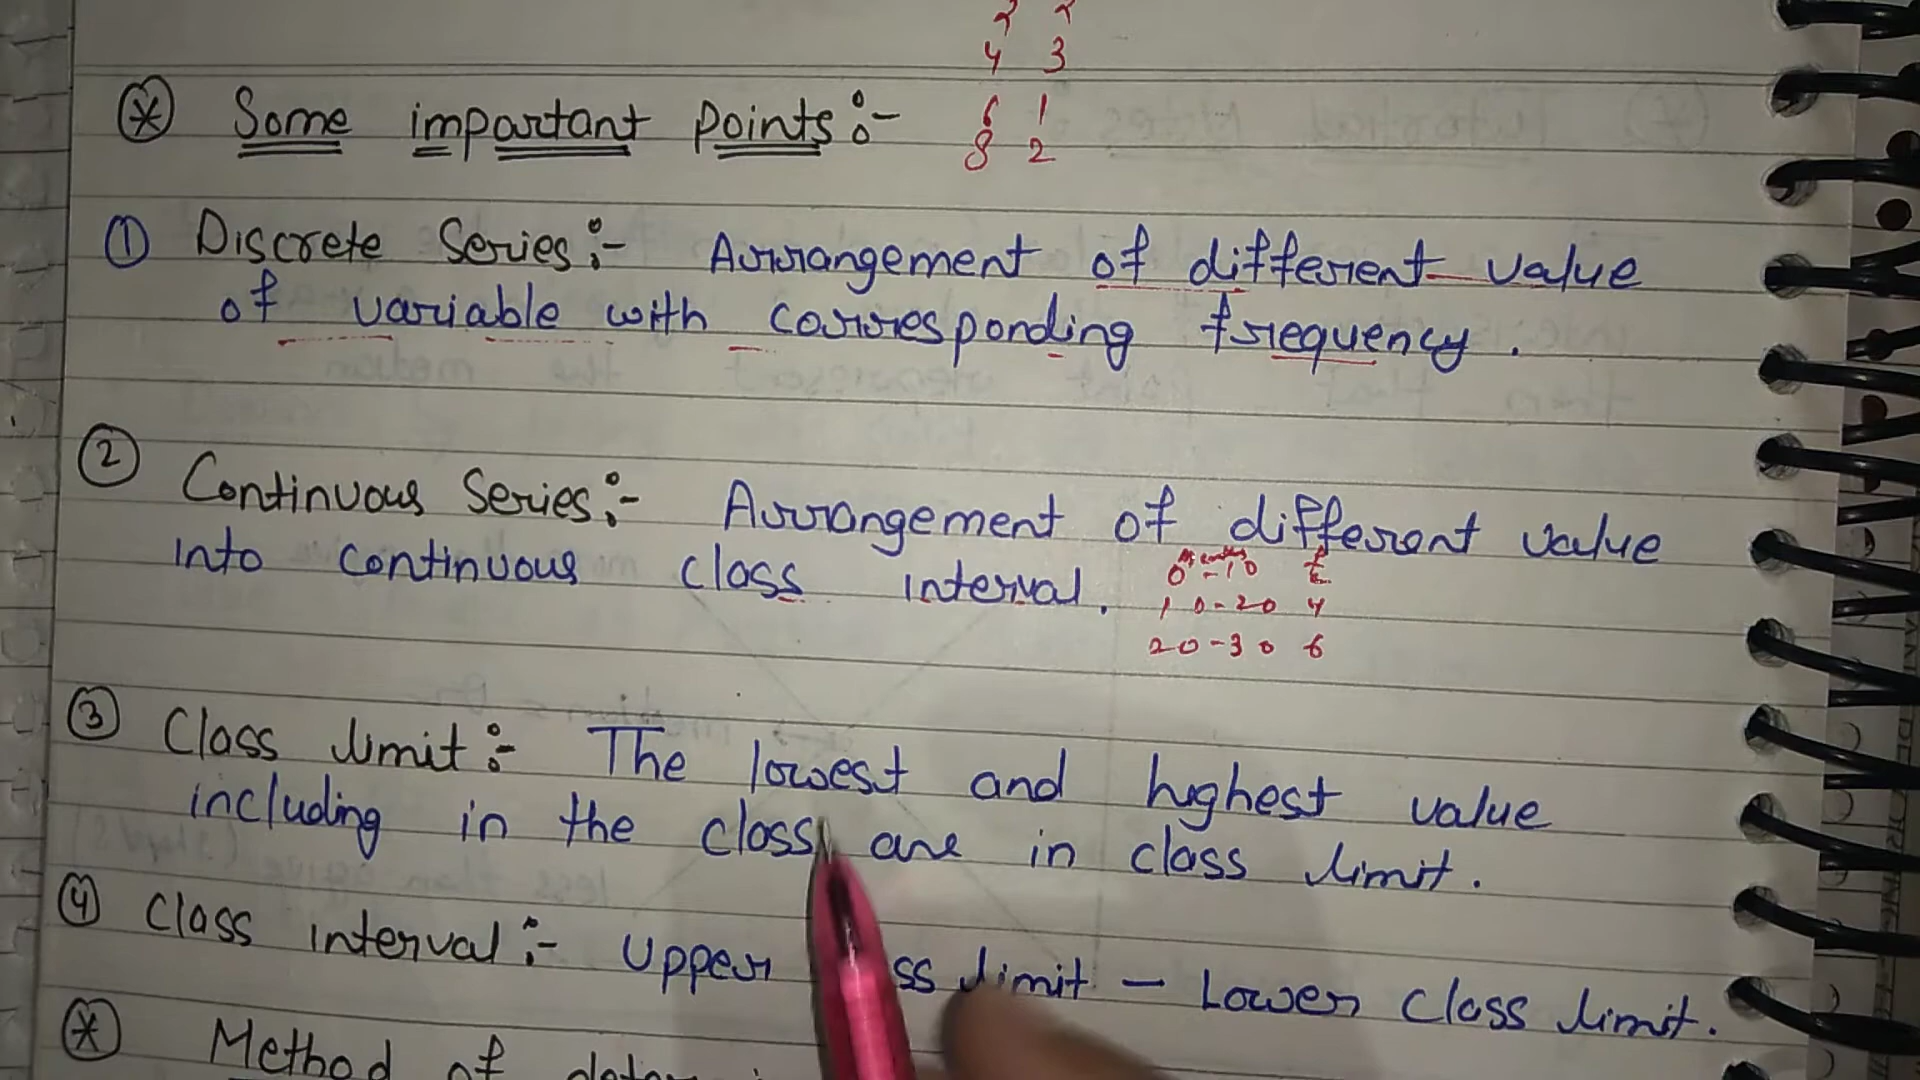 4 3
⊛ Some important points :-
6 1
8 2
① Discrete Series :- Arrangement of different value
of variable with corresponding frequency.
② Continuous Series :- Arrangement of different value
into continuous class interval.
0-10
10-20 4
20-30 6
③ Class limit :- The lowest and highest value
including in the class are in class limit.
④ Class interval :- Upper ss limit - Lower class limit.
⊛ Method of